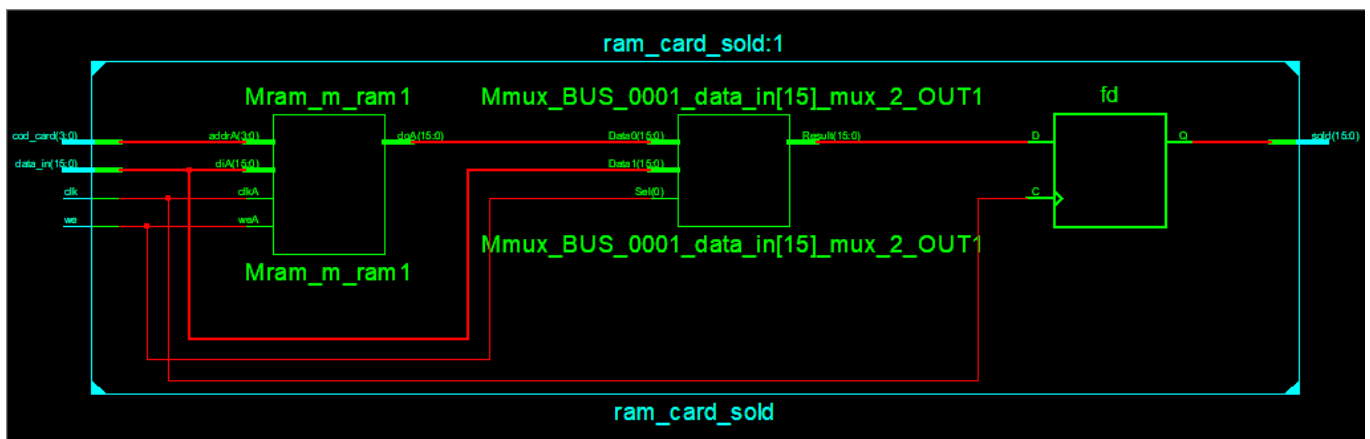 ram_card_sold:1
Mram_m_ram1
Mmux_BUS_0001_data_in[15]_mux_2_OUT1
fd
cod_card(3:0)
addrA(3:0)
doA(15:0)
Data0(15:0)
Result(15:0)
D
Q
sold(15:0)
data_in(15:0)
diA(15:0)
Data1(15:0)
clk
clkA
Sel(0)
C
we
weA
Mmux_BUS_0001_data_in[15]_mux_2_OUT1
Mram_m_ram1
ram_card_sold